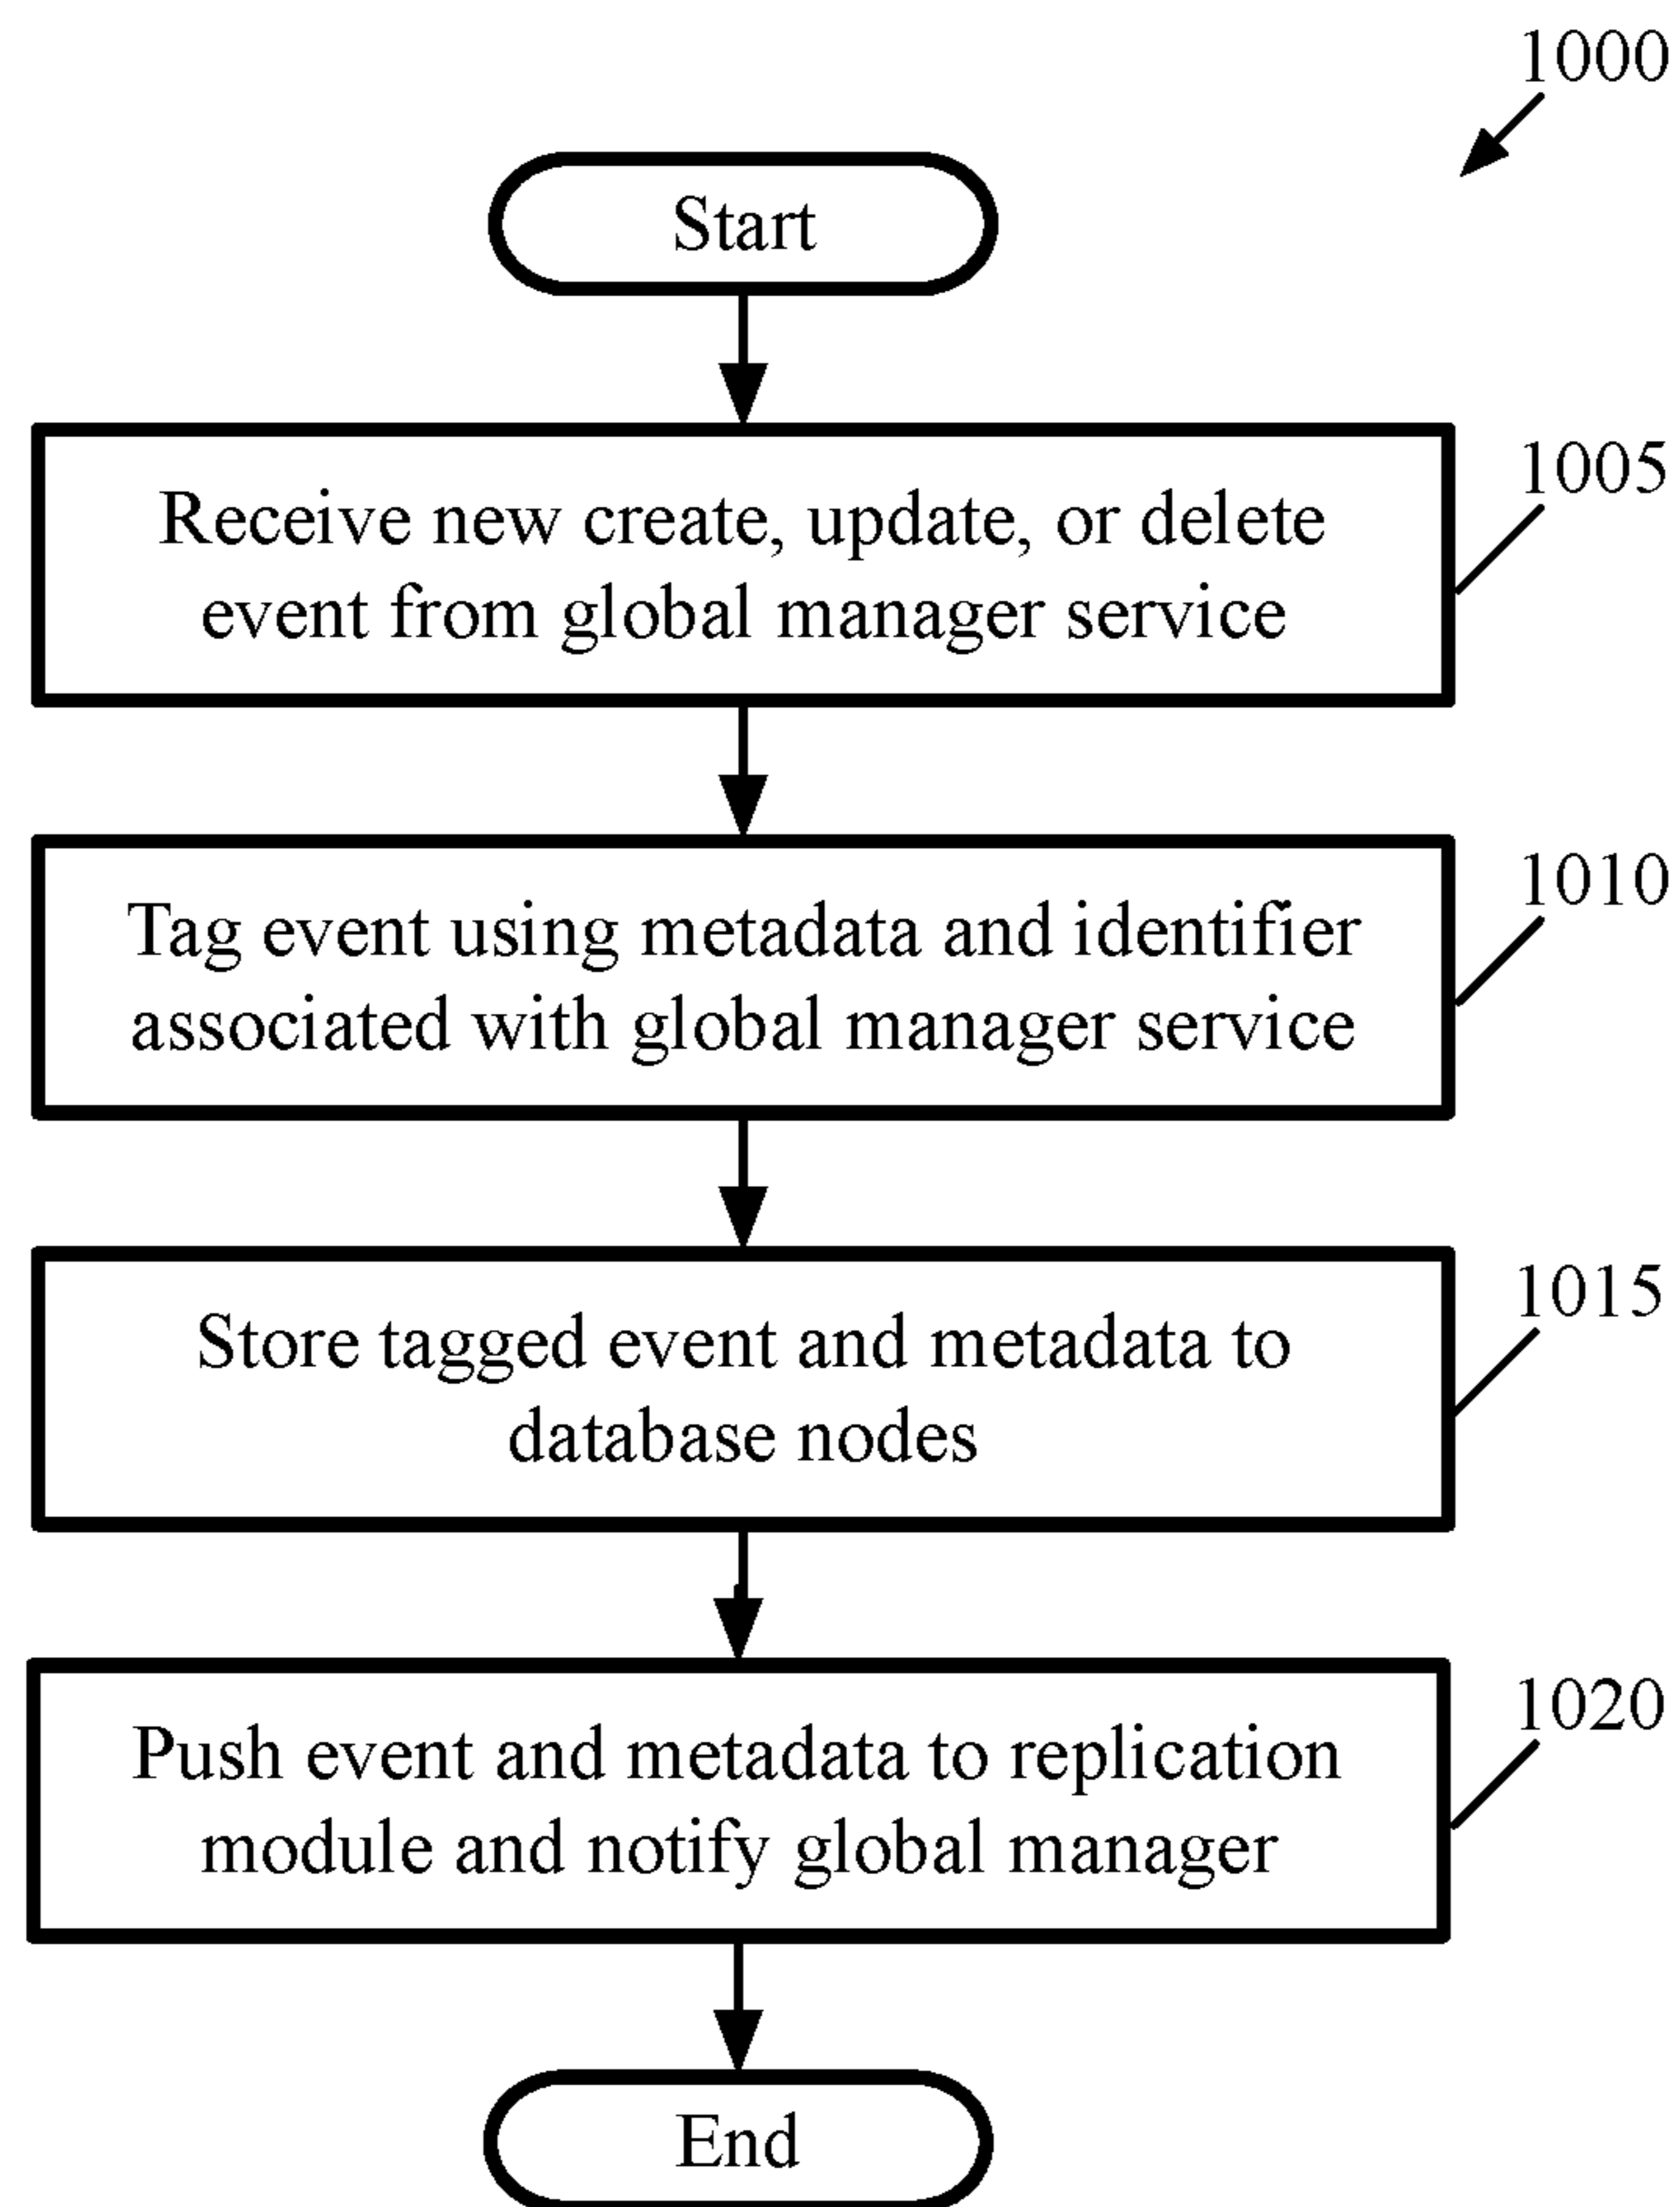 1000
Start
Receive new create, update, or delete
event from global manager service
1005
Tag event using metadata and identifier
associated with global manager service
1010
Store tagged event and metadata to
database nodes
1015
Push event and metadata to replication
module and notify global manager
1020
End